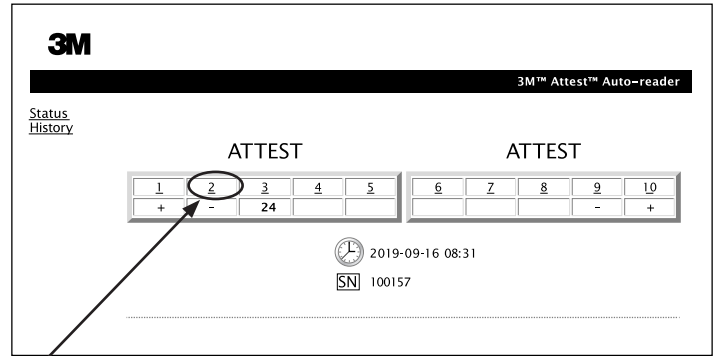 3M
3M™ Attest™ Auto-reader
Status
History
ATTEST
1 2 3 4 5
+ - 24
ATTEST
6 7 8 9 10
- +
2019-09-16 08:31
SN 100157